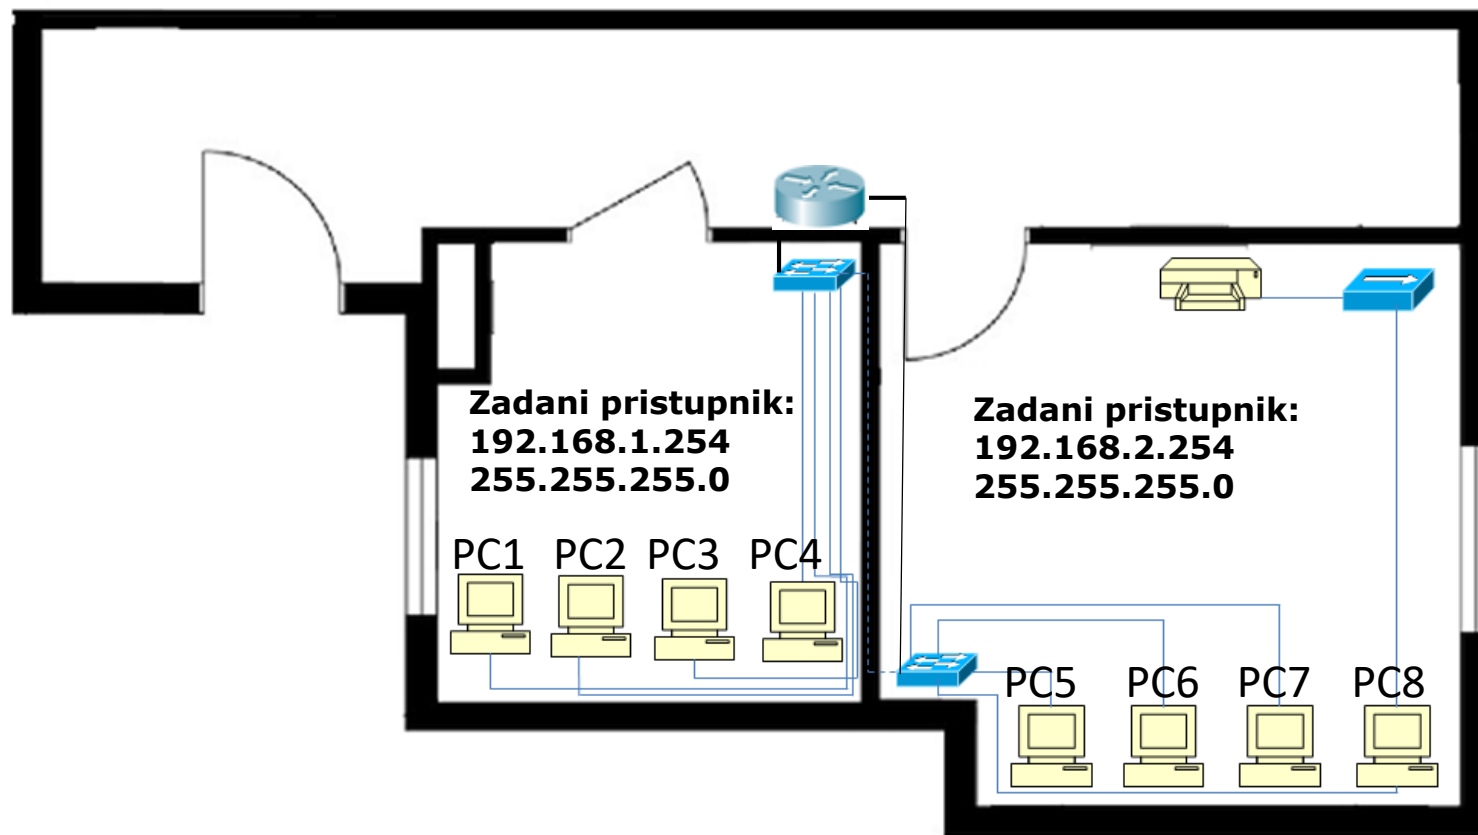 Zadani pristupnik:
192.168.1.254
255.255.255.0
Zadani pristupnik:
192.168.2.254
255.255.255.0
PC1 PC2 PC3 PC4
PC5 PC6 PC7 PC8